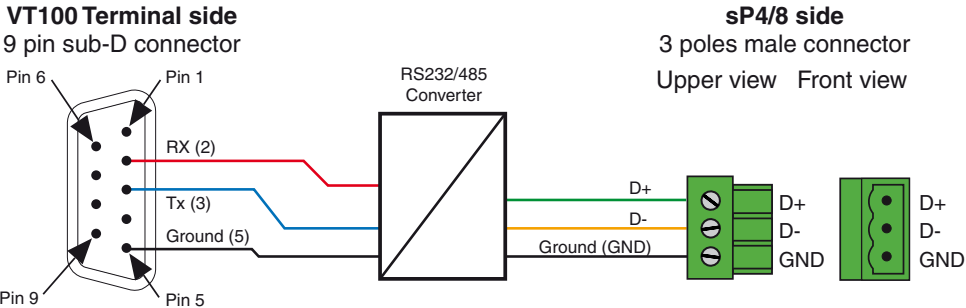 VT100 Terminal side
9 pin sub-D connector
sP4/8 side
3 poles male connector
Upper view Front view
Pin 6
Pin 1
RS232/485
Converter
RX (2)
Tx (3)
Ground (5)
Pin 9
Pin 5
D+
D-
Ground (GND)
D+
D-
GND
D+
D-
GND